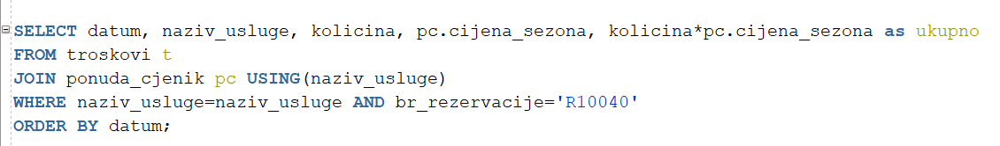 SELECT datum, naziv_usluge, kolicina, pc.cijena_sezona, kolicina*pc.cijena_sezona as ukupno
FROM troskovi t
JOIN ponuda_cjenik pc USING(naziv_usluge)
WHERE naziv_usluge=naziv_usluge AND br_rezervacije='R10040'
ORDER BY datum;